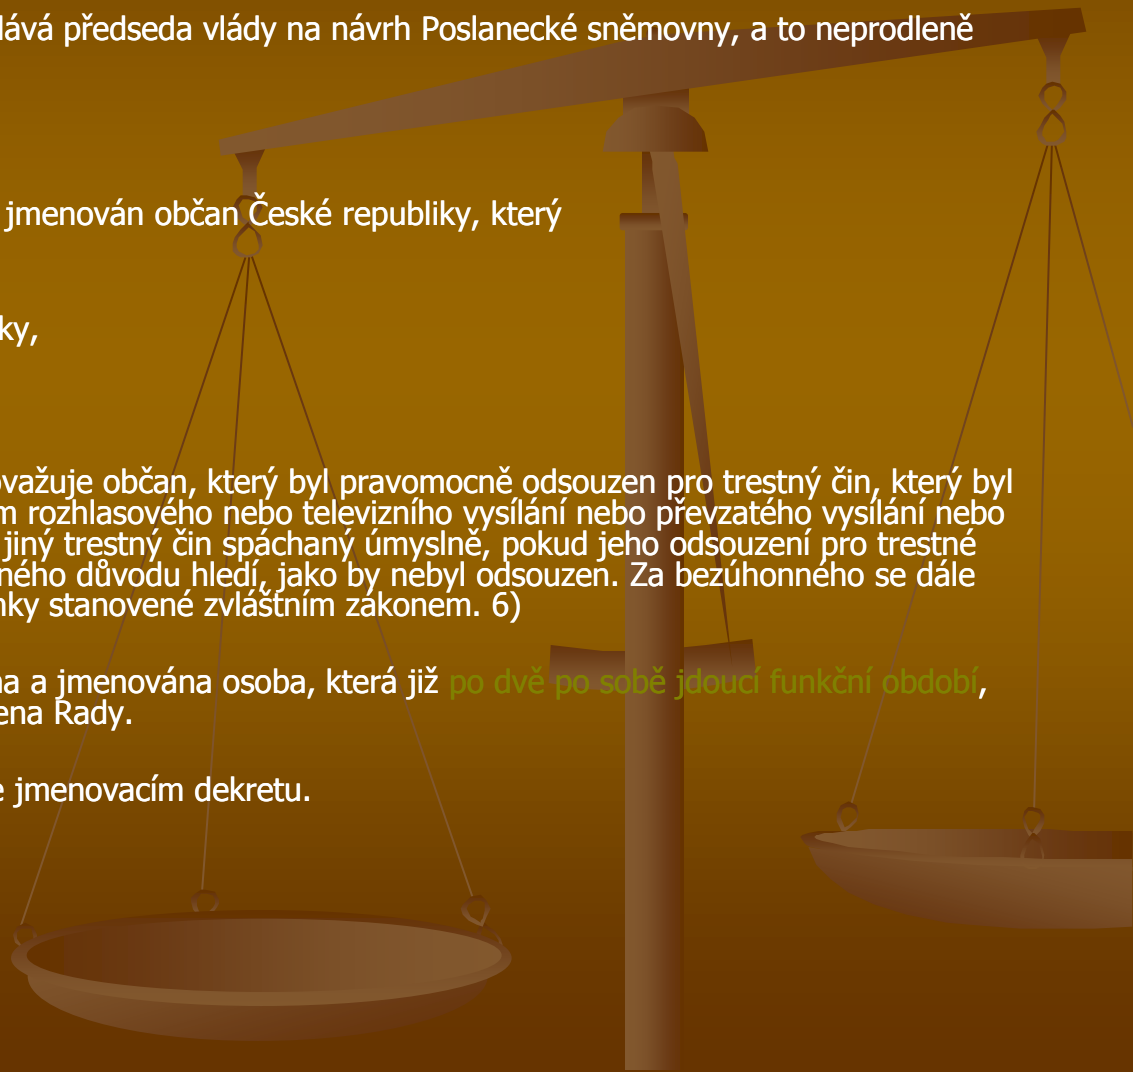 dává předseda vlády na návrh Poslanecké sněmovny, a to neprodleně
jmenován občan České republiky, který
ky,
ovažuje občan, který byl pravomocně odsouzen pro trestný čin, který byl
m rozhlasového nebo televizního vysílání nebo převzatého vysílání nebo
jiný trestný čin spáchaný úmyslně, pokud jeho odsouzení pro trestné
ného důvodu hledí, jako by nebyl odsouzen. Za bezúhonného se dále
nky stanovené zvláštním zákonem. 6)
na a jmenována osoba, která již po dvě po sobě jdoucí funkční období,
ena Rady.
e jmenovacím dekretu.